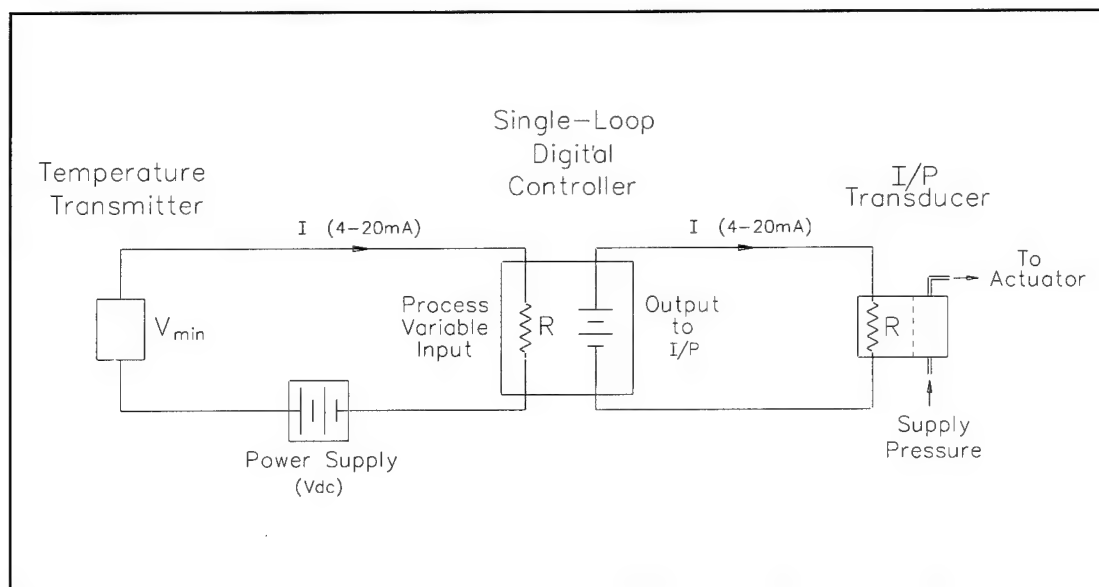 Single-Loop
Digital
Controller
Temperature
Transmitter
I/P
Transducer
I (4-20mA)
I (4-20mA)
To
Actuator
Vmin
Process
Variable
Input
R
Output
to
I/P
R
Supply
Pressure
Power Supply
(Vdc)